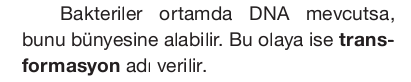 Bakteriler ortamda DNA mevcutsa,
bunu bünyesine alabilir. Bu olaya ise trans-
formasyon adı verilir.